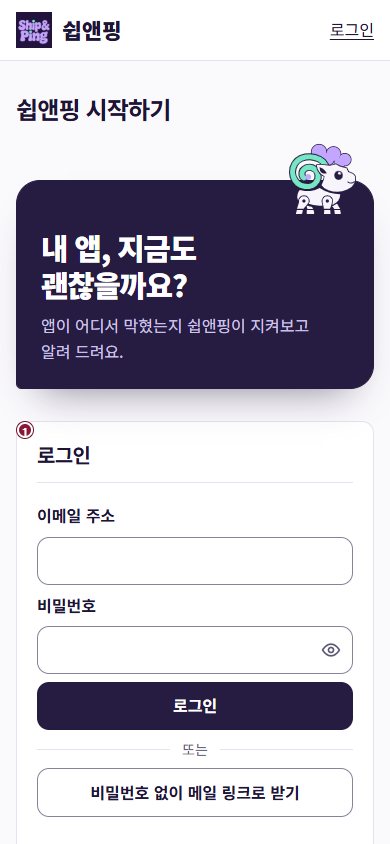 Ship&
Ping
쉽앤핑
로그인
쉽앤핑 시작하기
내 앱, 지금도
괜찮을까요?
앱이 어디서 막혔는지 쉽앤핑이 지켜보고
알려 드려요.
1
로그인
이메일 주소
비밀번호
로그인
또는
비밀번호 없이 메일 링크로 받기